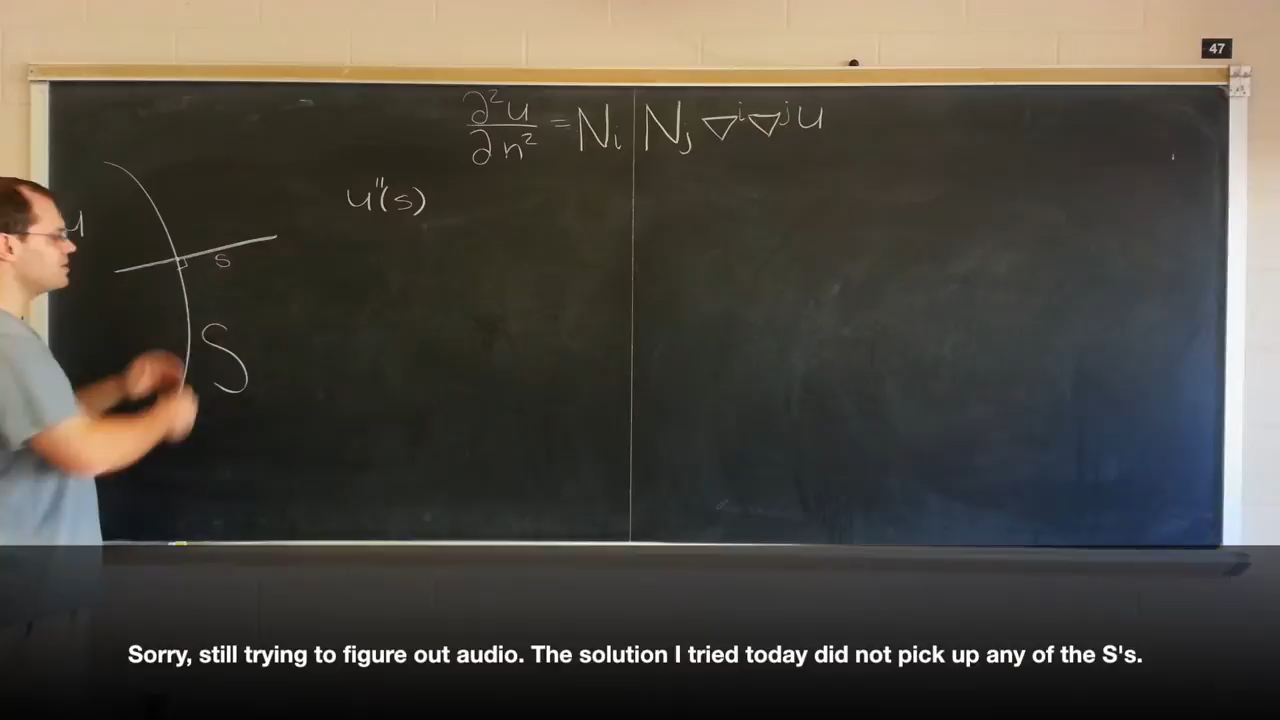 47
∂²u/∂n² = Nᵢ Nⱼ ∇ⁱ∇ʲu
u''(s)
u
s
S
Sorry, still trying to figure out audio. The solution I tried today did not pick up any of the S's.